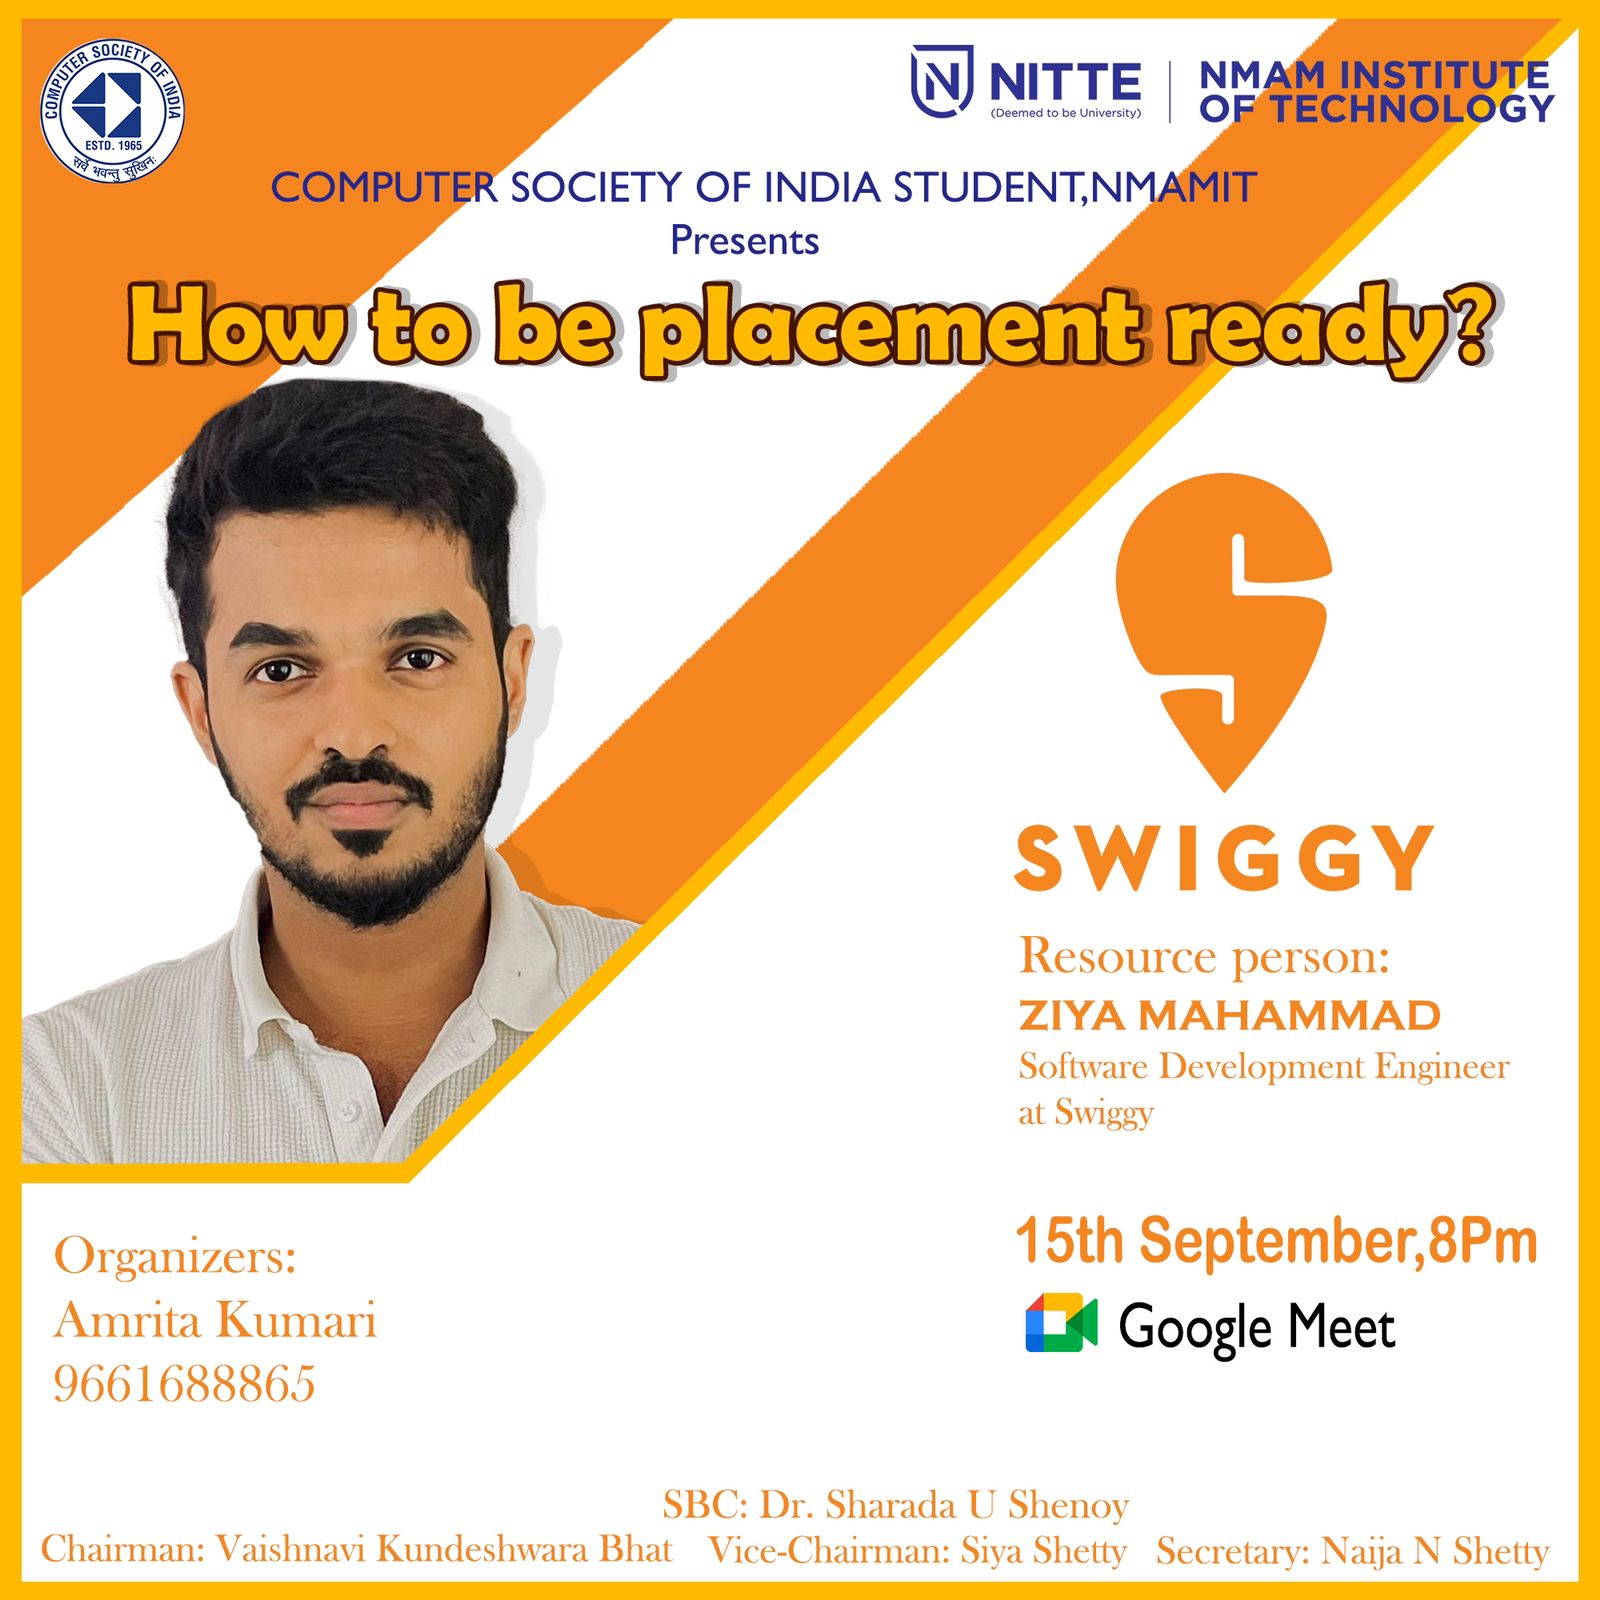 COMPUTER SOCIETY OF INDIA
ESTD. 1965
सर्वे भवन्तु सुखिनः
N NITTE
(Deemed to be University)
NMAM INSTITUTE
OF TECHNOLOGY
COMPUTER SOCIETY OF INDIA STUDENT,NMAMIT
Presents
How to be placement ready?
SWIGGY
Resource person:
ZIYA MAHAMMAD
Software Development Engineer
at Swiggy
15th September,8Pm
Google Meet
Organizers:
Amrita Kumari
9661688865
SBC: Dr. Sharada U Shenoy
Chairman: Vaishnavi Kundeshwara Bhat Vice-Chairman: Siya Shetty Secretary: Naija N Shetty